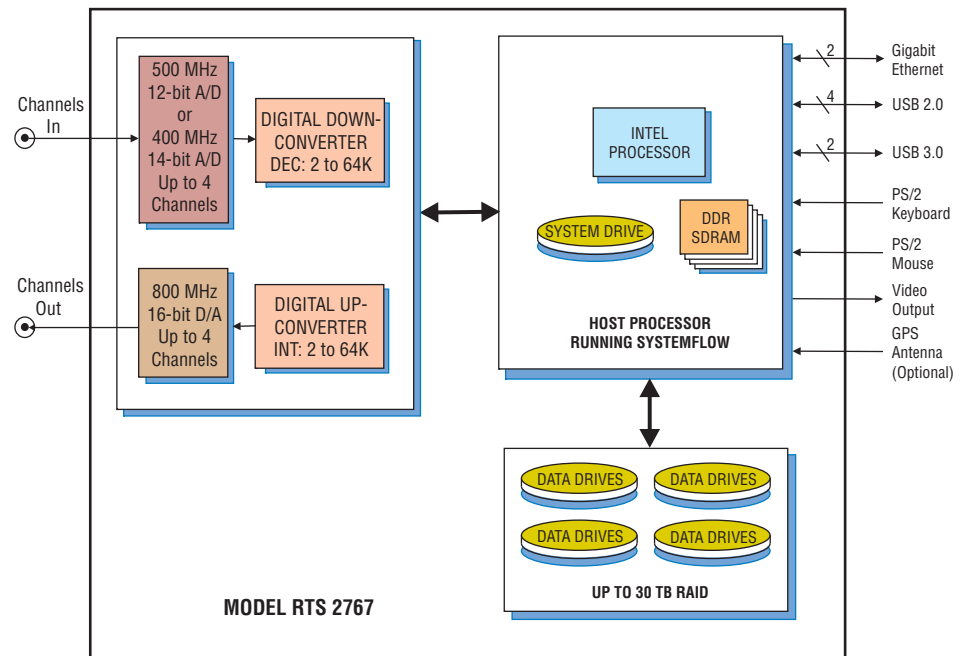 Channels
In
500 MHz
12-bit A/D
or
400 MHz
14-bit A/D
Up to 4
Channels
DIGITAL DOWN-
CONVERTER
DEC: 2 to 64K
Channels
Out
800 MHz
16-bit D/A
Up to 4
Channels
DIGITAL UP-
CONVERTER
INT: 2 to 64K
INTEL
PROCESSOR
SYSTEM DRIVE
DDR
SDRAM
HOST PROCESSOR
RUNNING SYSTEMFLOW
2
Gigabit
Ethernet
4
USB 2.0
2
USB 3.0
PS/2
Keyboard
PS/2
Mouse
Video
Output
GPS
Antenna
(Optional)
DATA DRIVES
DATA DRIVES
DATA DRIVES
DATA DRIVES
UP TO 30 TB RAID
MODEL RTS 2767